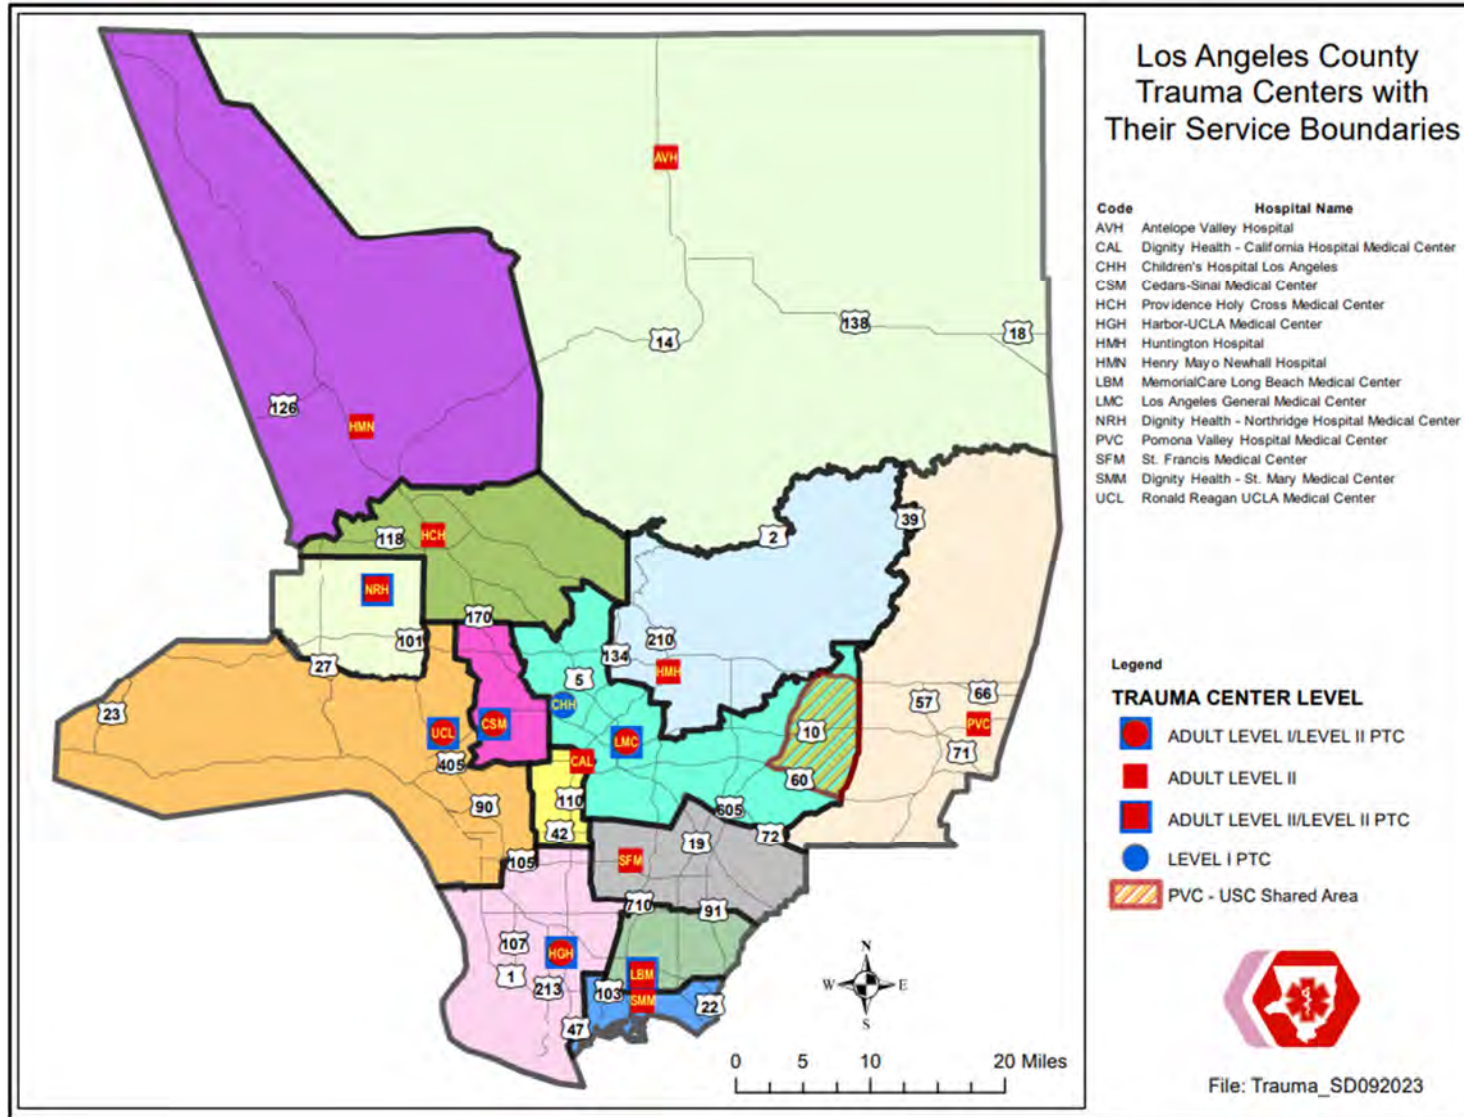 Los Angeles County
Trauma Centers with
Their Service Boundaries
Code Hospital Name
AVH Antelope Valley Hospital
CAL Dignity Health - California Hospital Medical Center
CHH Children's Hospital Los Angeles
CSM Cedars-Sinai Medical Center
HCH Providence Holy Cross Medical Center
HGH Harbor-UCLA Medical Center
HMH Huntington Hospital
HMN Henry Mayo Newhall Hospital
LBM MemorialCare Long Beach Medical Center
LMC Los Angeles General Medical Center
NRH Dignity Health - Northridge Hospital Medical Center
PVC Pomona Valley Hospital Medical Center
SFM St. Francis Medical Center
SMM Dignity Health - St. Mary Medical Center
UCL Ronald Reagan UCLA Medical Center
Legend
TRAUMA CENTER LEVEL
ADULT LEVEL I/LEVEL II PTC
ADULT LEVEL II
ADULT LEVEL II/LEVEL II PTC
LEVEL I PTC
PVC - USC Shared Area
File: Trauma_SD092023
AVH
14
138
18
126
HMN
118
HCH
2
39
NRH
170
101
27
134
210
HMH
5
23
CHH
UCL
CSM
LMC
10
57
66
PVC
71
405
CAL
60
90
110
42
605
72
19
105
SFM
710
91
107
HGH
1
213
LBM
103
SMM
22
47
N
W E
S
0 5 10 20 Miles